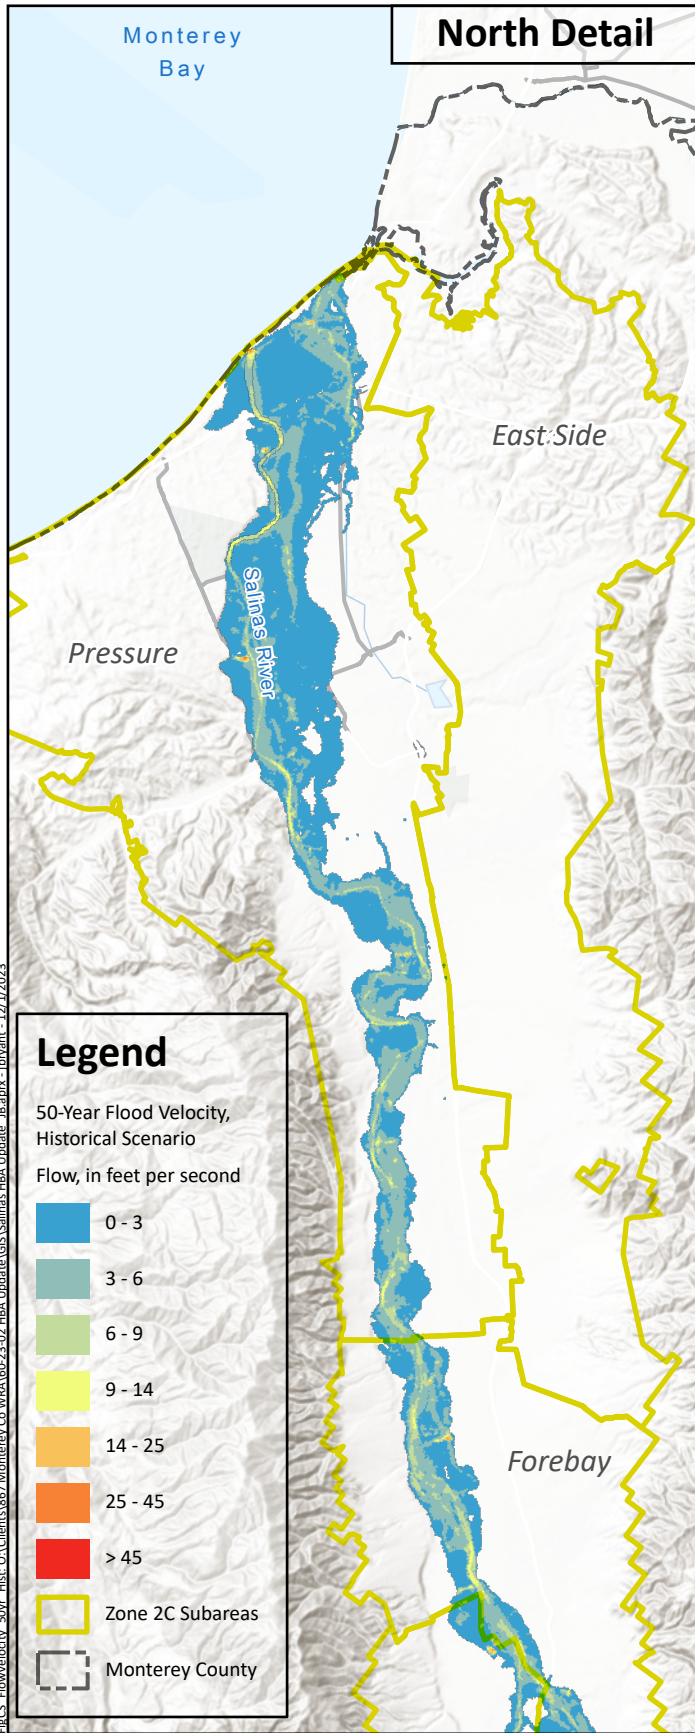 North Detail
Monterey
Bay
East Side
Salinas River
Pressure
Forebay
Legend
50-Year Flood Velocity,
Historical Scenario
Flow, in feet per second
0 - 3
3 - 6
6 - 9
9 - 14
14 - 25
25 - 45
> 45
Zone 2C Subareas
Monterey County